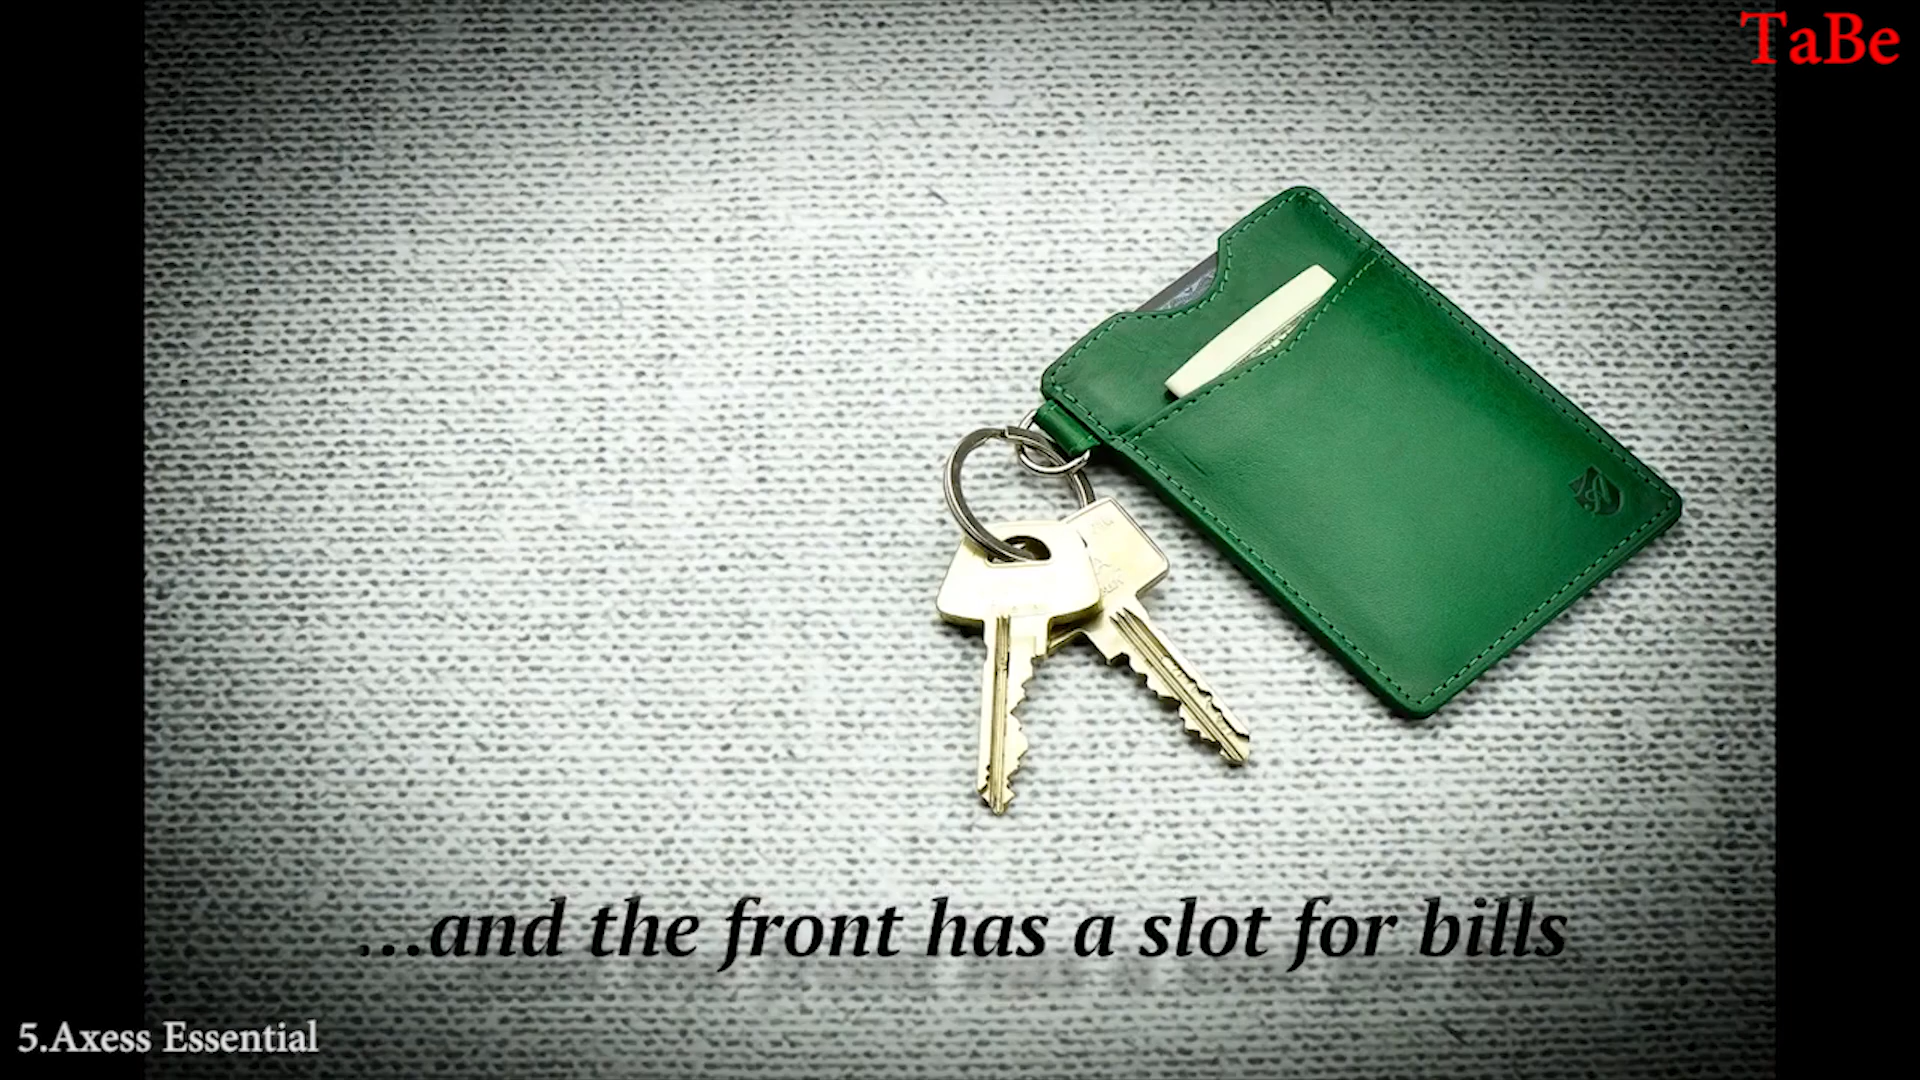 TaBe
...and the front has a slot for bills
5.Axess Essential